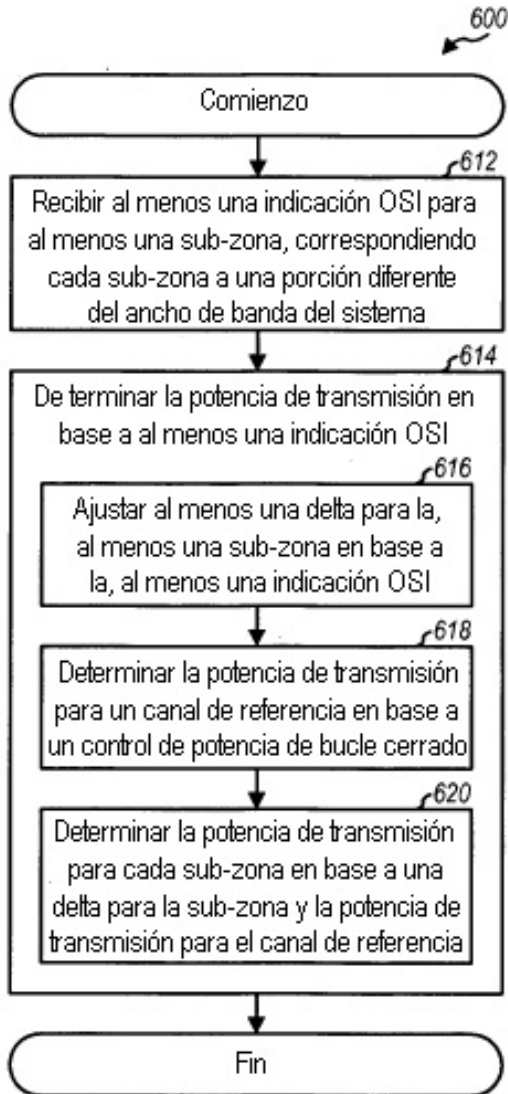 600
Comienzo
612
Recibir al menos una indicación OSI para
al menos una sub-zona, correspondiendo
cada sub-zona a una porción diferente
del ancho de banda del sistema
614
De terminar la potencia de transmisión en
base a al menos una indicación OSI
616
Ajustar al menos una delta para la,
al menos una sub-zona en base a
la, al menos una indicación OSI
618
Determinar la potencia de transmisión
para un canal de referencia en base a
un control de potencia de bucle cerrado
620
Determinar la potencia de transmisión
para cada sub-zona en base a una
delta para la sub-zona y la potencia de
transmisión para el canal de referencia
Fin